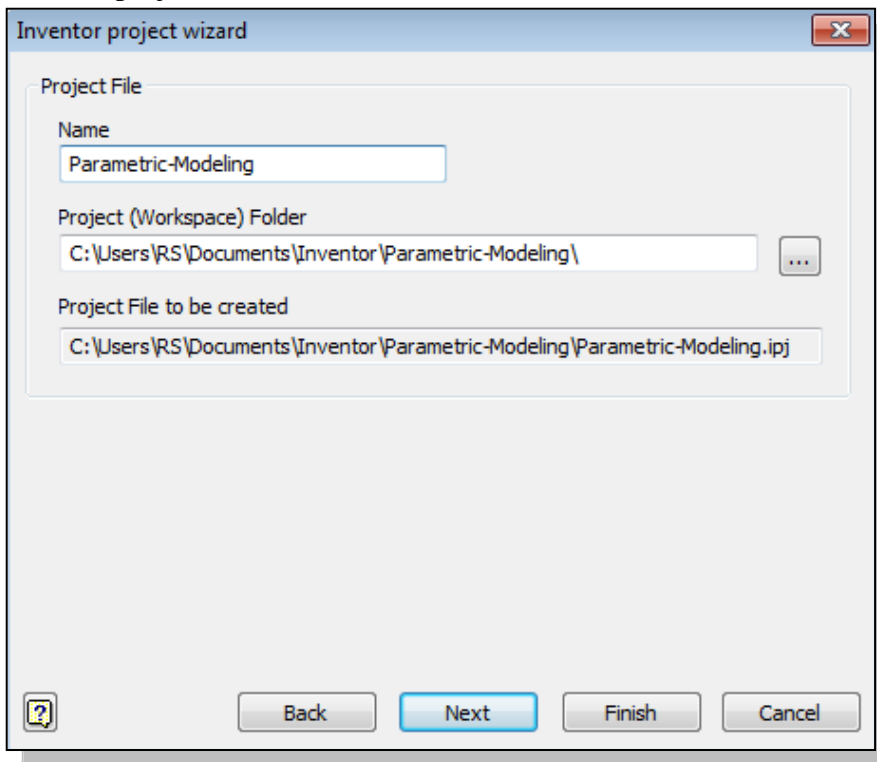 Inventor project wizard
Project File
Name
Parametric-Modeling
Project (Workspace) Folder
C:\Users\RS\Documents\Inventor\Parametric-Modeling\
...
Project File to be created
C:\Users\RS\Documents\Inventor\Parametric-Modeling\Parametric-Modeling.ipj
? Back Next Finish Cancel